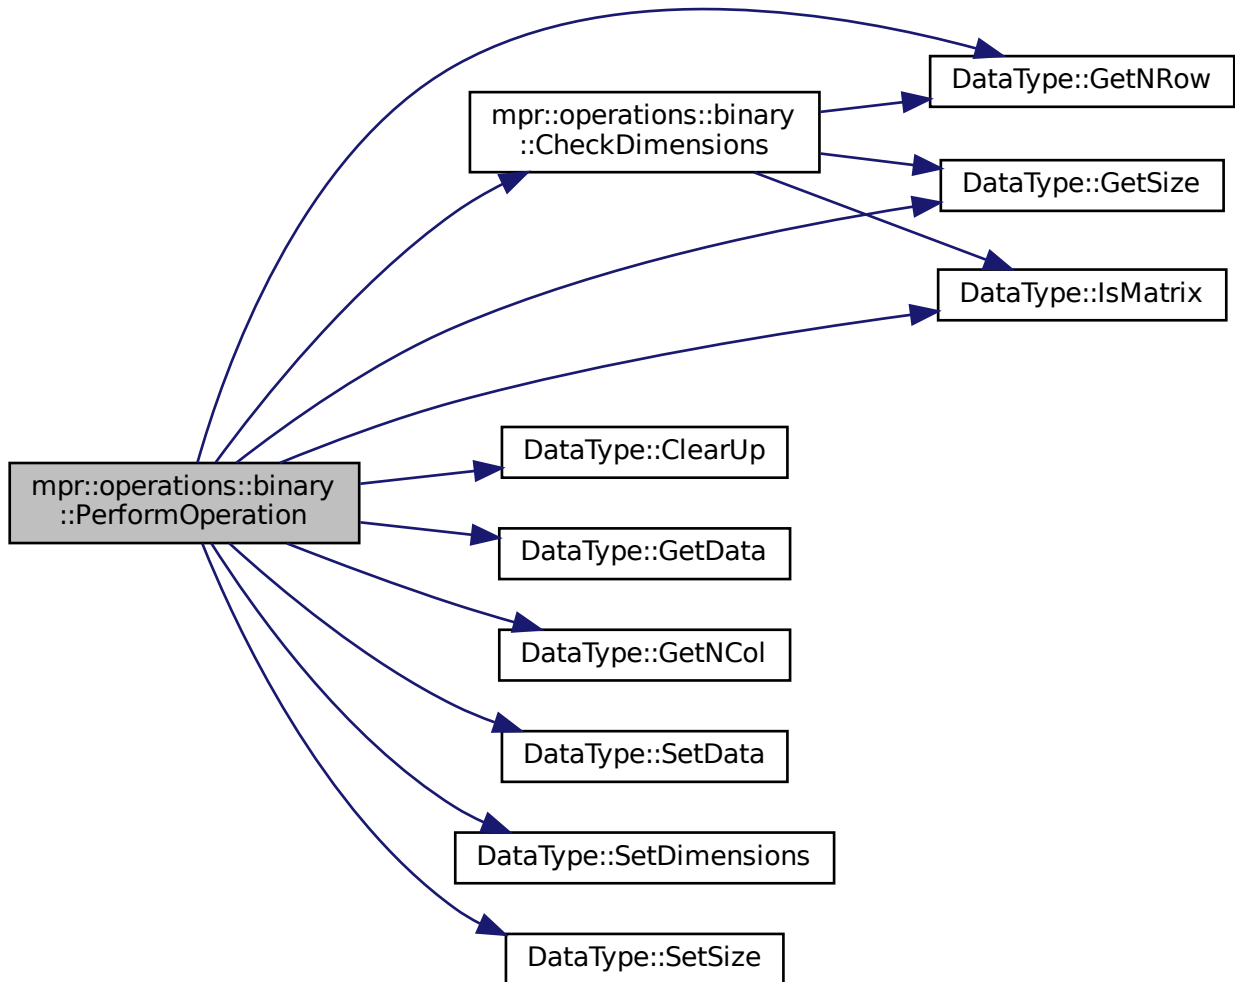 DataType::GetNRow
mpr::operations::binary
::CheckDimensions
DataType::GetSize
DataType::IsMatrix
DataType::ClearUp
mpr::operations::binary
::PerformOperation
DataType::GetData
DataType::GetNCol
DataType::SetData
DataType::SetDimensions
DataType::SetSize